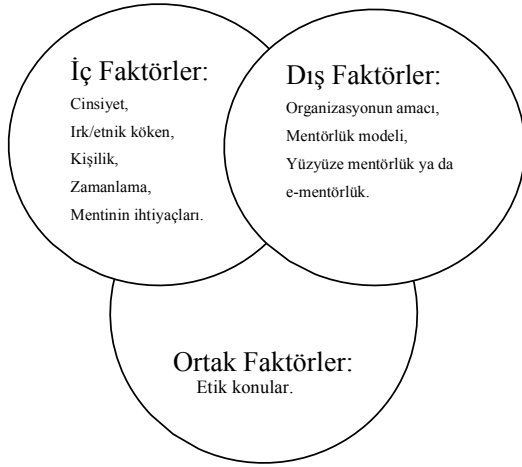 İç Faktörler:
Cinsiyet,
Irk/etnik köken,
Kişilik,
Zamanlama,
Mentinin ihtiyaçları.
Dış Faktörler:
Organizasyonun amacı,
Mentörlük modeli,
Yüzyüze mentörlük ya da
e-mentörlük.
Ortak Faktörler:
Etik konular.